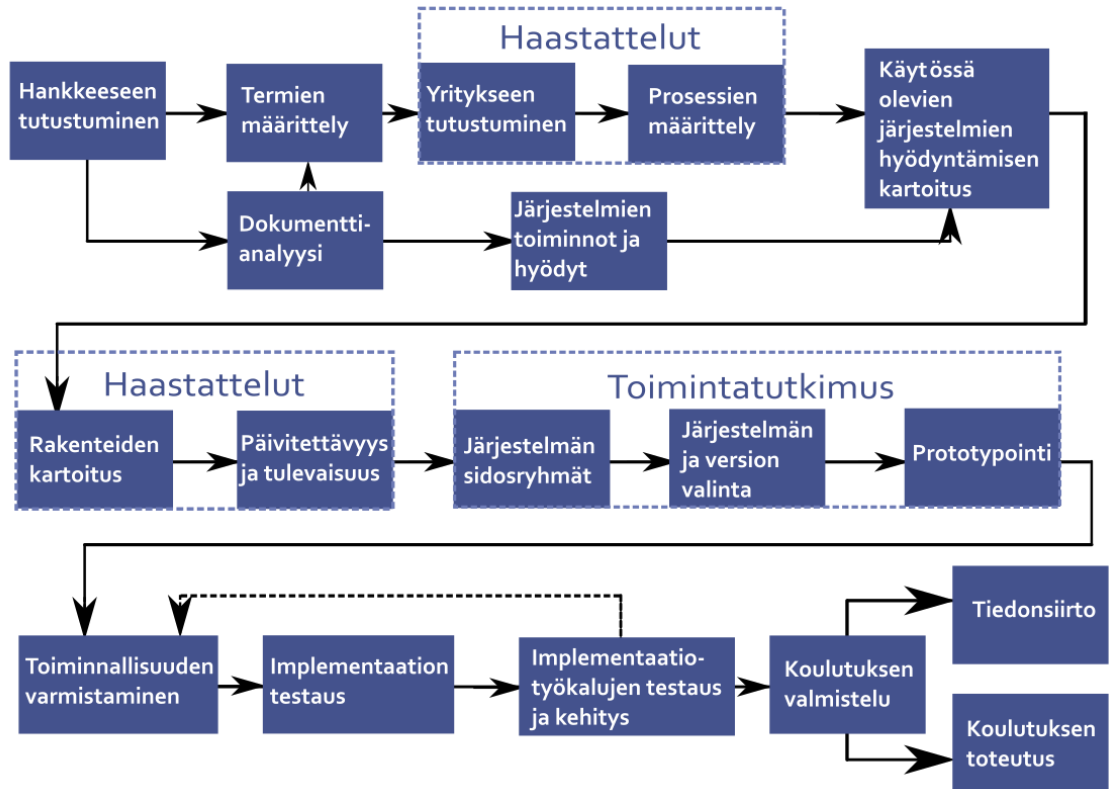 Haastattelut
Hankkeeseen
tutustuminen
Termien
määrittely
Yritykseen
tutustuminen
Prosessien
määrittely
Käytössä
olevien
järjestelmien
hyödyntämisen
kartoitus
Dokumentti-
analyysi
Järjestelmien
toiminnot ja
hyödyt
Haastattelut
Rakenteiden
kartoitus
Päivitettävyys
ja tulevaisuus
Toimintatutkimus
Järjestelmän
sidosryhmät
Järjestelmän
ja version
valinta
Prototypointi
Toiminnallisuuden
varmistaminen
Implementaation
testaus
Implementaatio-
työkalujen testaus
ja kehitys
Koulutuksen
valmistelu
Tiedonsiirto
Koulutuksen
toteutus